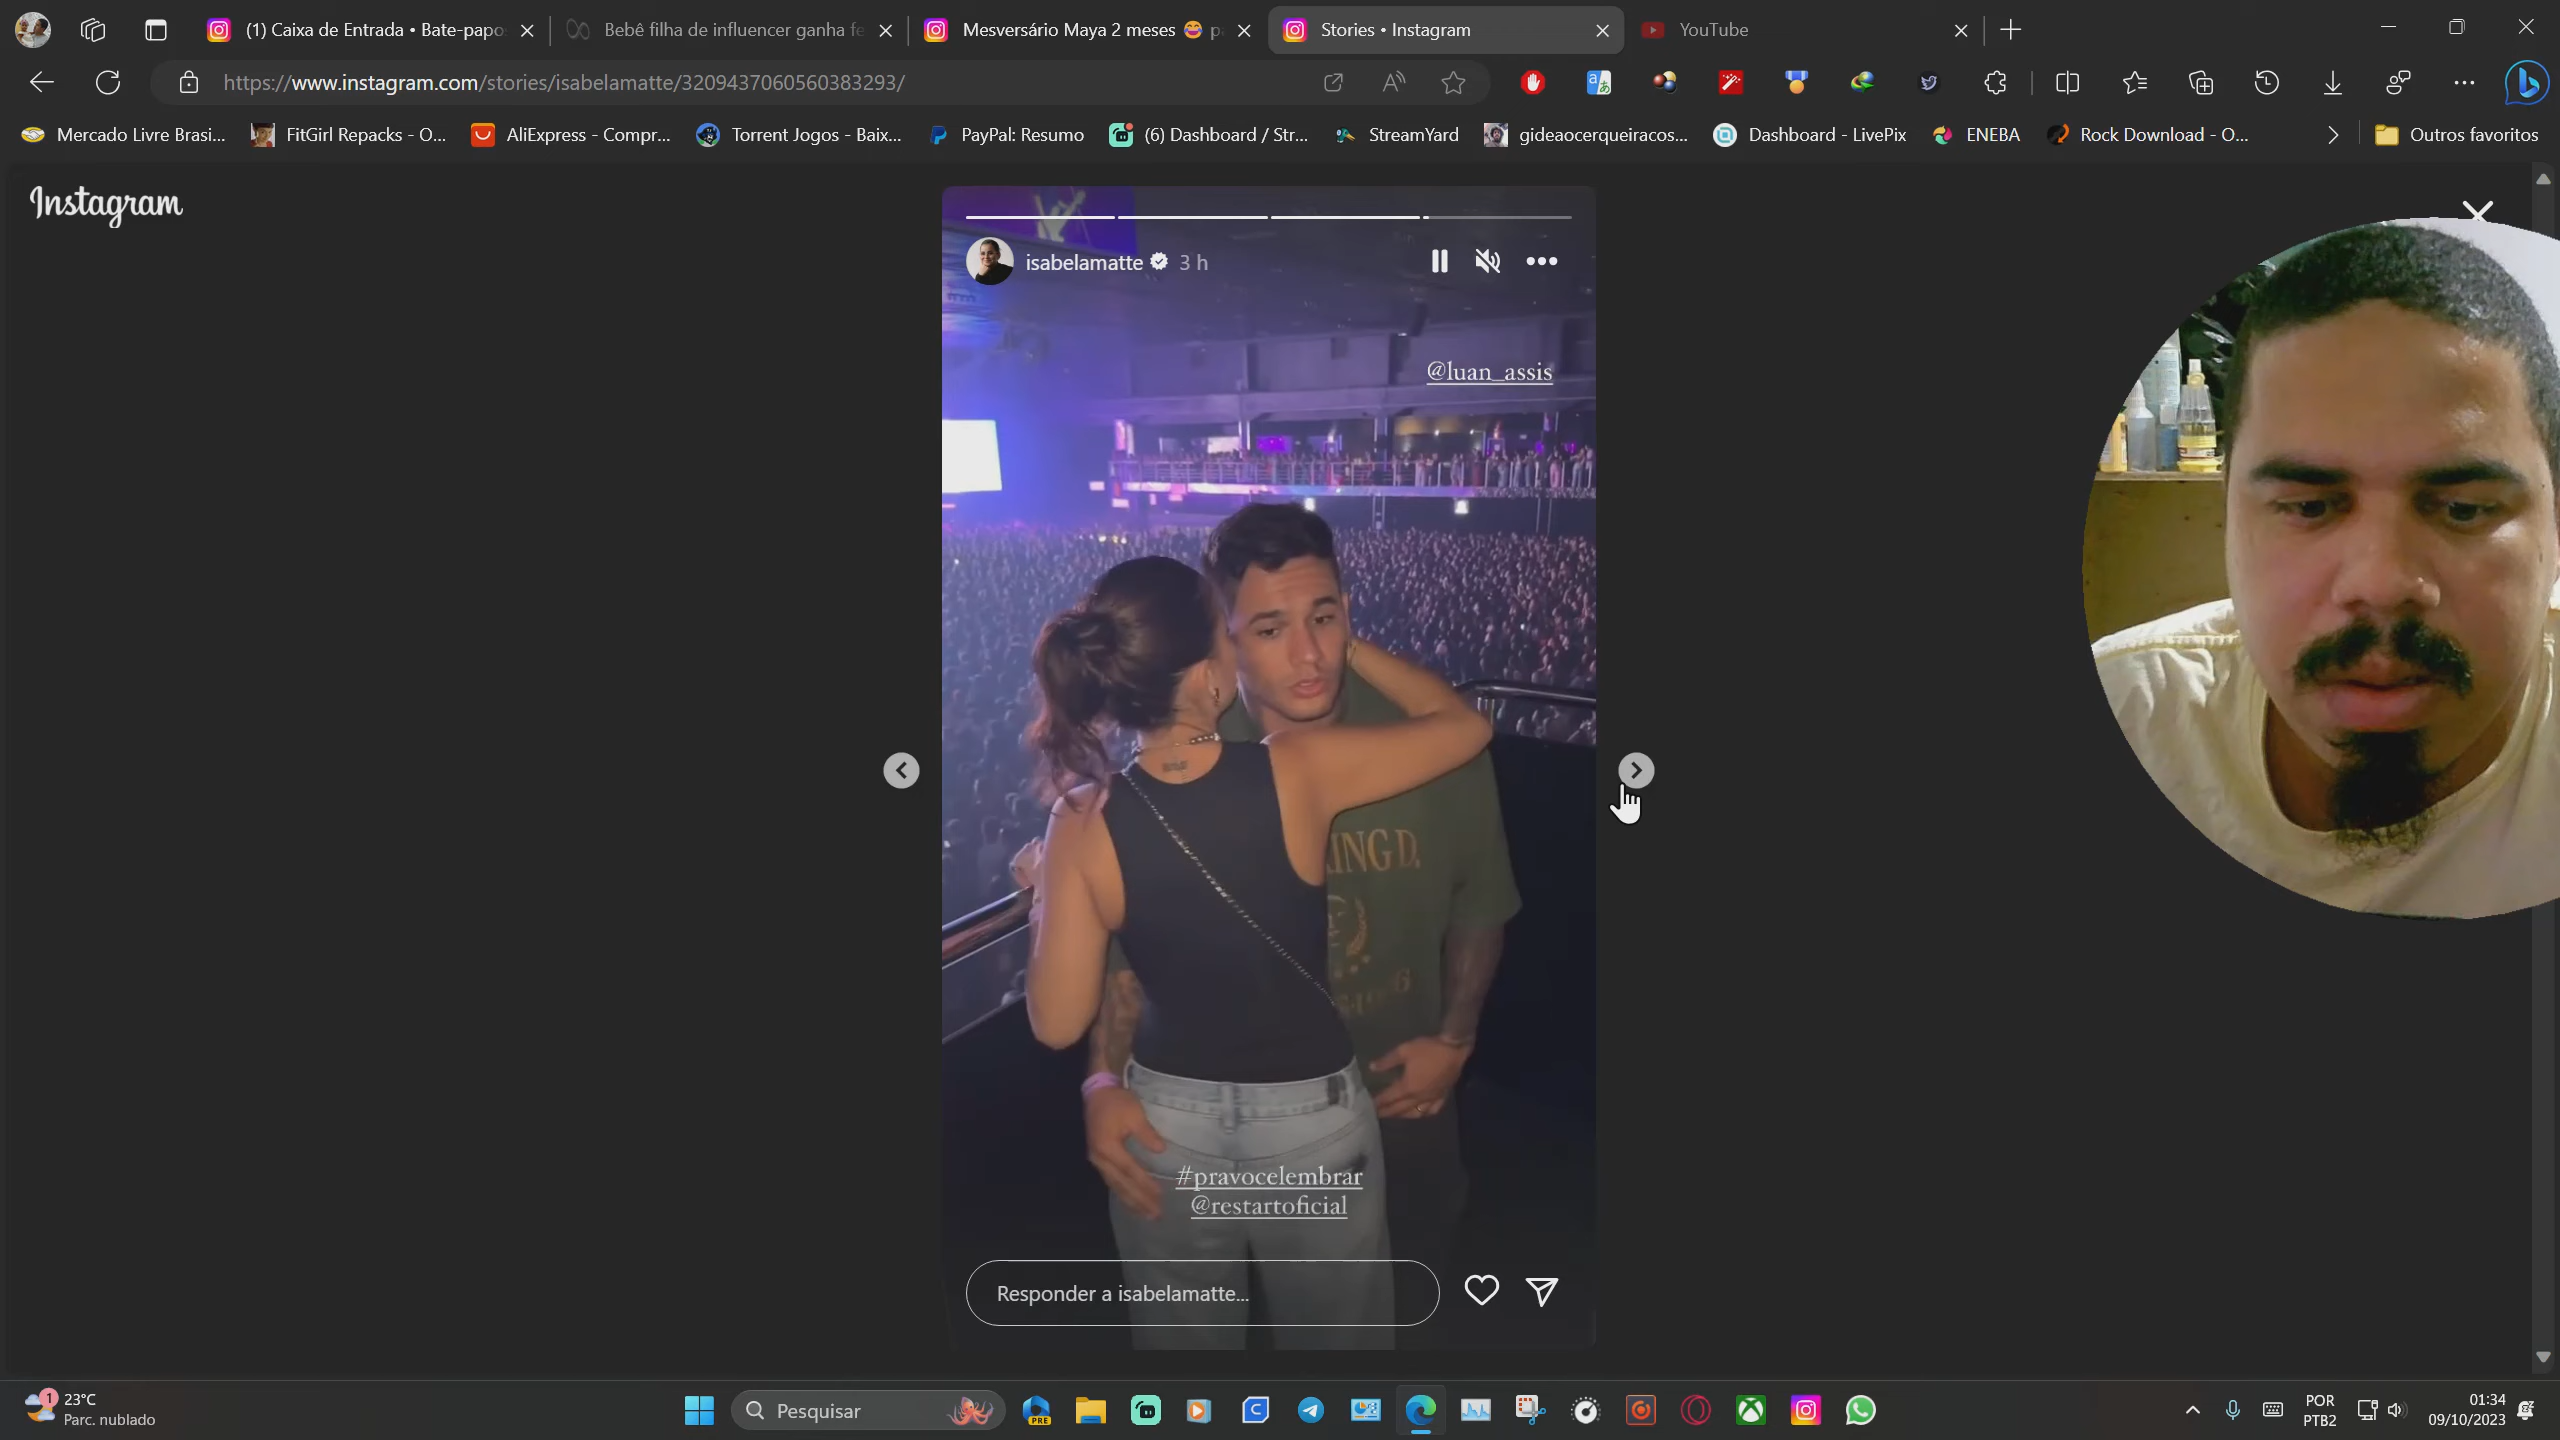 (1) Caixa de Entrada • Bate-papo
Bebê filha de influencer ganha fe
Mesversário Maya 2 meses 😂 p
Stories • Instagram
YouTube
https://www.instagram.com/stories/isabelamatte/3209437060560383293/
Mercado Livre Brasi...
FitGirl Repacks - O...
AliExpress - Compr...
Torrent Jogos - Baix...
PayPal: Resumo
(6) Dashboard / Str...
StreamYard
gideaocerqueiracos...
Dashboard - LivePix
ENEBA
Rock Download - O...
Outros favoritos
Instagram
isabelamatte 3 h
@luan_assis
KING D.
#pravocelembrar
@restartoficial
Responder a isabelamatte...
1
23°C
Parc. nublado
Pesquisar
PRE
POR
PTB2
01:34
09/10/2023